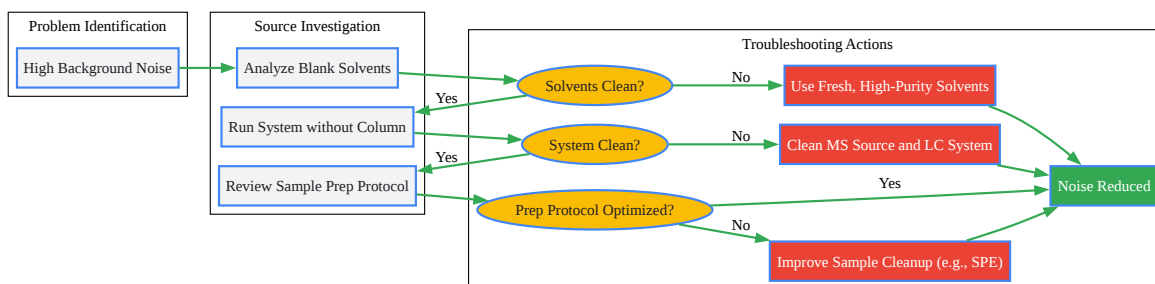 Problem Identification
High Background Noise
Source Investigation
Analyze Blank Solvents
Run System without Column
Review Sample Prep Protocol
Troubleshooting Actions
Solvents Clean?
No
Use Fresh, High-Purity Solvents
Yes
System Clean?
No
Clean MS Source and LC System
Yes
Prep Protocol Optimized?
Yes
Noise Reduced
No
Improve Sample Cleanup (e.g., SPE)